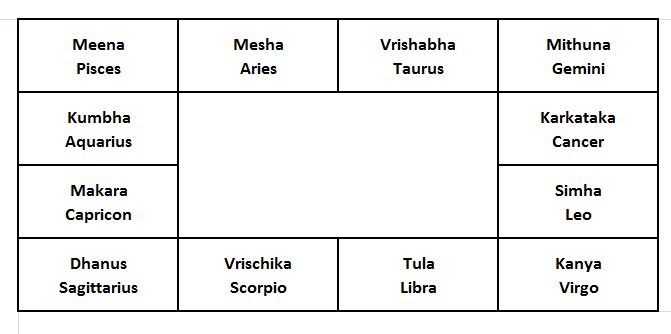 Meena
Pisces
Mesha
Aries
Vrishabha
Taurus
Mithuna
Gemini
Kumbha
Aquarius
Karkataka
Cancer
Makara
Capricon
Simha
Leo
Dhanus
Sagittarius
Vrischika
Scorpio
Tula
Libra
Kanya
Virgo